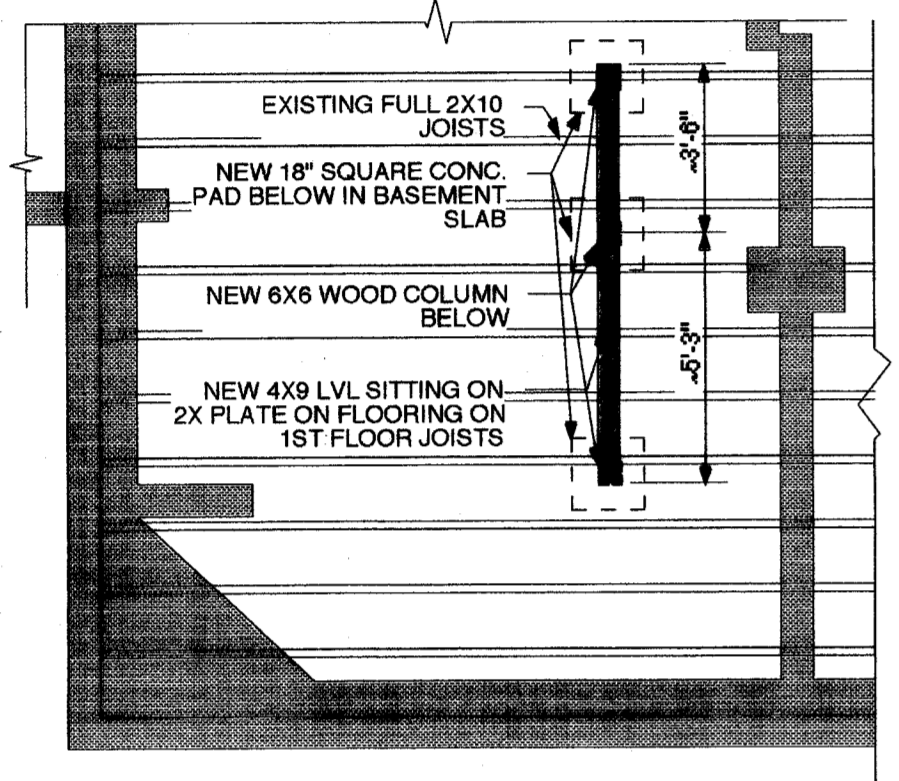 EXISTING FULL 2X10
JOISTS
NEW 18" SQUARE CONC.
PAD BELOW IN BASEMENT
SLAB
NEW 6X6 WOOD COLUMN
BELOW
NEW 4X9 LVL SITTING ON
2X PLATE ON FLOORING ON
1ST FLOOR JOISTS
~3'-6"
~5'-3"